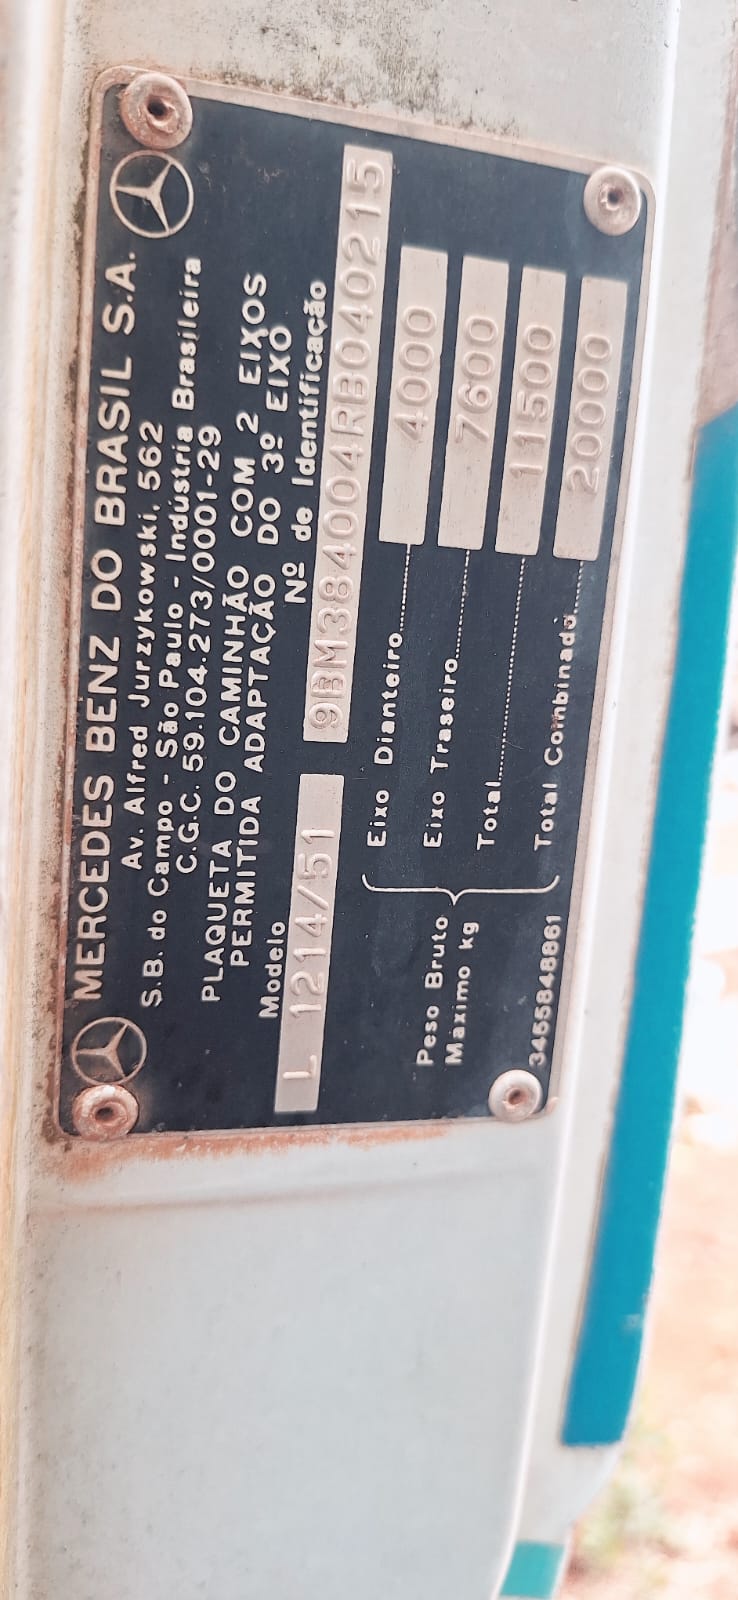 MERCEDES BENZ DO BRASIL S.A.
Av. Alfred Jurzykowski, 562
S.B. do Campo - São Paulo - Indústria Brasileira
C.G.C. 59.104.273/0001-29
PLAQUETA DO CAMINHÃO COM 2 EIXOS
PERMITIDA ADAPTAÇÃO DO 3º EIXO
Modelo
Nº de Identificação
L 1214/51
9BM384004RB040215
Peso Bruto
Máximo kg
Eixo Dianteiro 4000
Eixo Traseiro 7600
Total 11500
Total Combinado 20000
3455848861